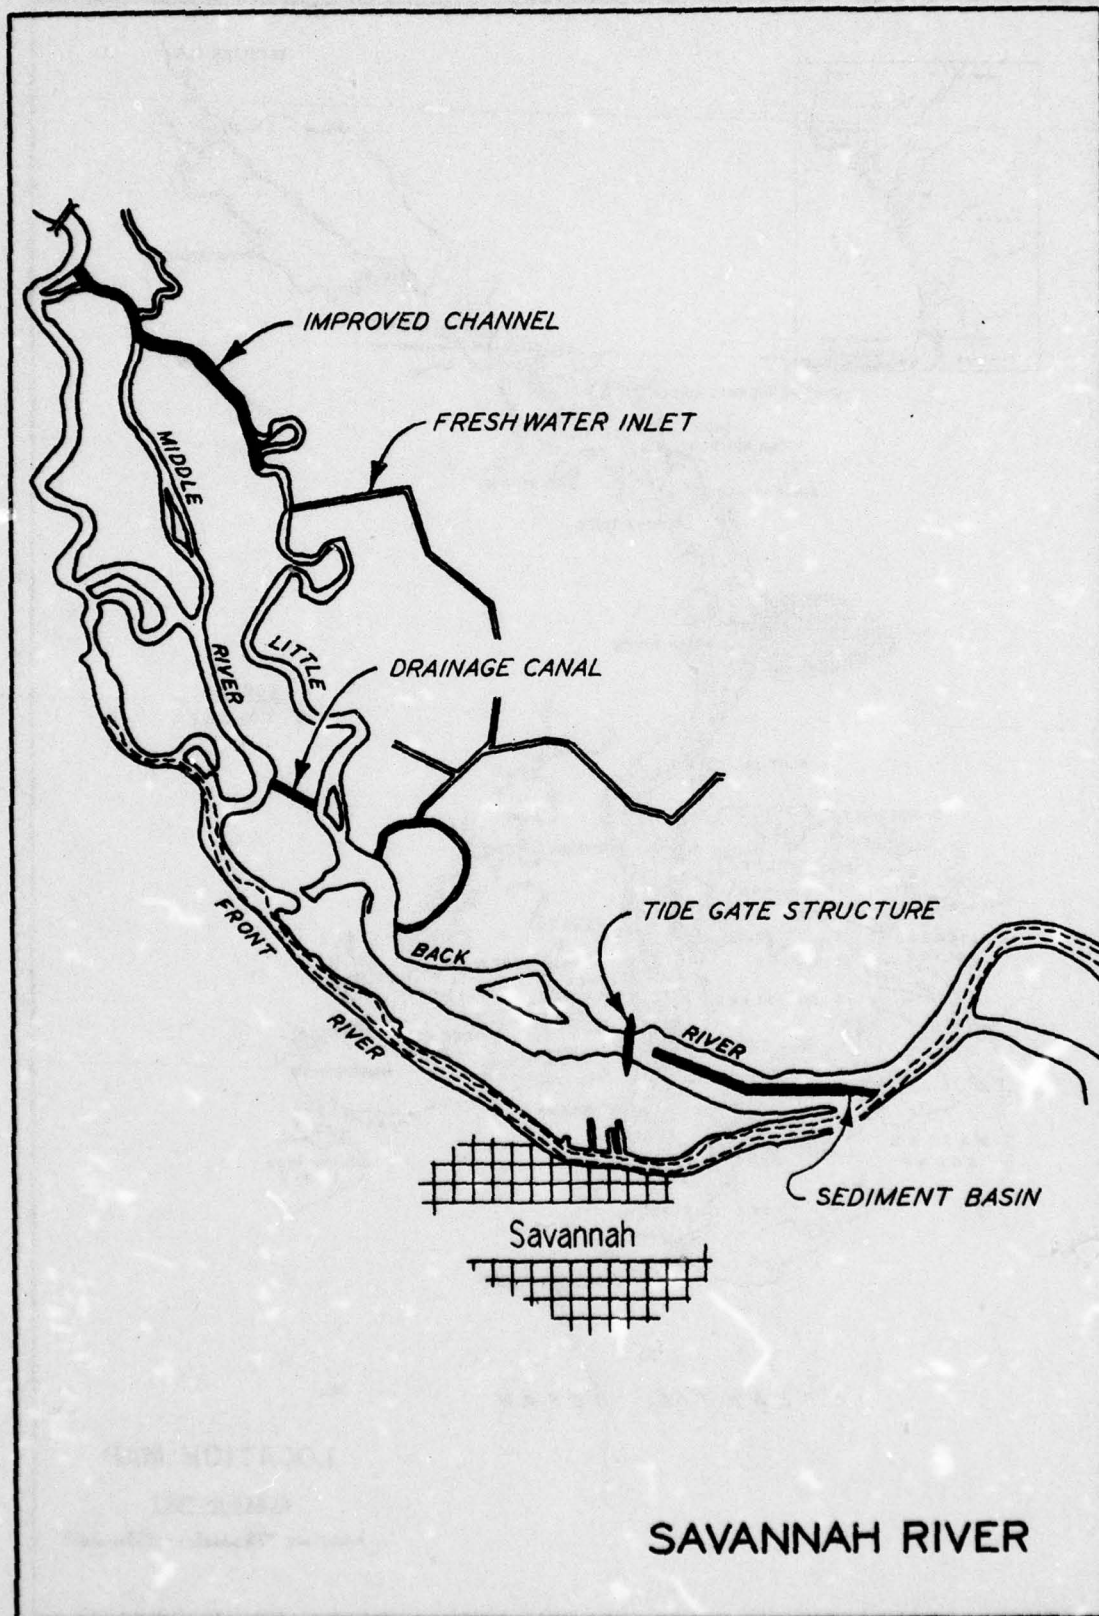 IMPROVED CHANNEL
FRESHWATER INLET
MIDDLE
RIVER
LITTLE
DRAINAGE CANAL
FRONT
RIVER
BACK
RIVER
TIDE GATE STRUCTURE
SEDIMENT BASIN
Savannah
SAVANNAH RIVER